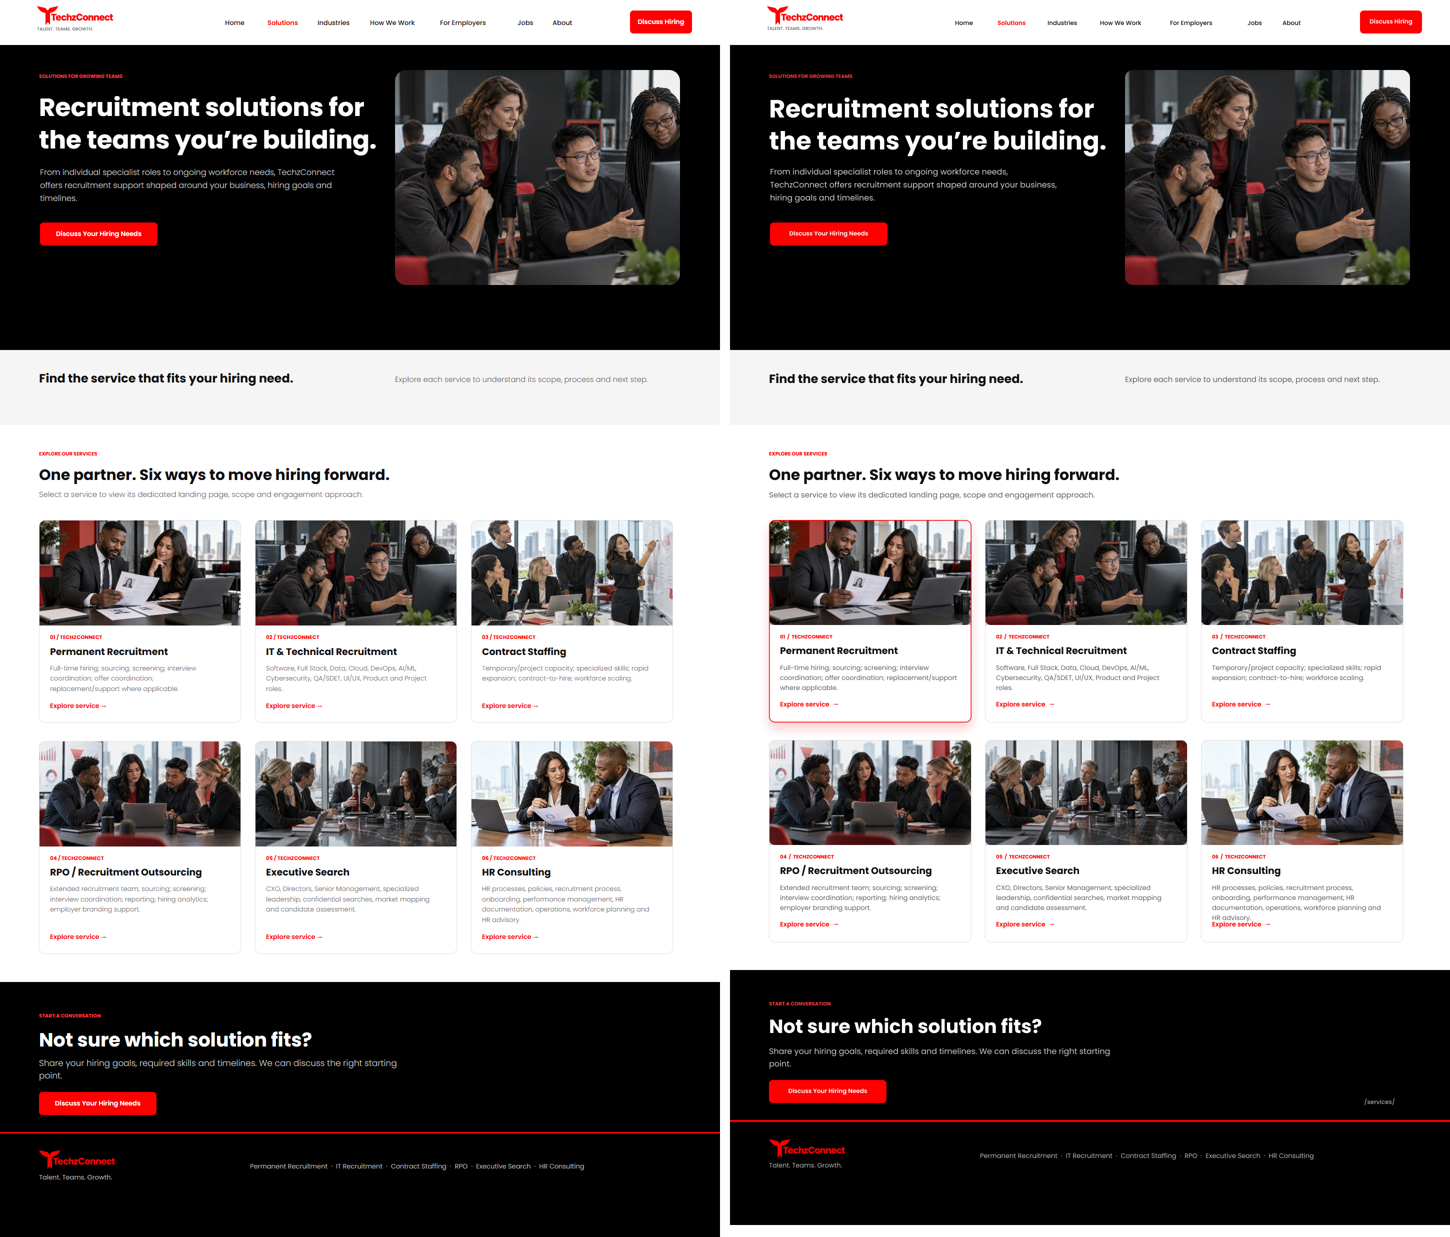 TechzConnect
TALENT. TEAMS. GROWTH.
Home Solutions Industries How We Work For Employers Jobs About
Discuss Hiring
SOLUTIONS FOR GROWING TEAMS
Recruitment solutions for
the teams you’re building.
From individual specialist roles to ongoing workforce needs, TechzConnect
offers recruitment support shaped around your business, hiring goals and
timelines.
Discuss Your Hiring Needs
Find the service that fits your hiring need.
Explore each service to understand its scope, process and next step.
EXPLORE OUR SERVICES
One partner. Six ways to move hiring forward.
Select a service to view its dedicated landing page, scope and engagement approach.
01 / TECHZCONNECT
Permanent Recruitment
Full-time hiring; sourcing; screening; interview
coordination; offer coordination;
replacement/support where applicable.
Explore service →
02 / TECHZCONNECT
IT & Technical Recruitment
Software, Full Stack, Data, Cloud, DevOps, AI/ML,
Cybersecurity, QA/SDET, UI/UX, Product and Project
roles.
Explore service →
03 / TECHZCONNECT
Contract Staffing
Temporary/project capacity; specialized skills; rapid
expansion; contract-to-hire; workforce scaling.
Explore service →
04 / TECHZCONNECT
RPO / Recruitment Outsourcing
Extended recruitment team; sourcing; screening;
interview coordination; reporting; hiring analytics;
employer branding support.
Explore service →
05 / TECHZCONNECT
Executive Search
CXO, Directors, Senior Management, specialized
leadership, confidential searches, market mapping
and candidate assessment.
Explore service →
06 / TECHZCONNECT
HR Consulting
HR processes, policies, recruitment process,
onboarding, performance management, HR
documentation, operations, workforce planning and
HR advisory.
Explore service →
START A CONVERSATION
Not sure which solution fits?
Share your hiring goals, required skills and timelines. We can discuss the right starting
point.
Discuss Your Hiring Needs
TechzConnect
Talent. Teams. Growth.
Permanent Recruitment · IT Recruitment · Contract Staffing · RPO · Executive Search · HR Consulting
TechzConnect
TALENT. TEAMS. GROWTH.
Home Solutions Industries How We Work For Employers Jobs About
Discuss Hiring
SOLUTIONS FOR GROWING TEAMS
Recruitment solutions for
the teams you’re building.
From individual specialist roles to ongoing workforce needs,
TechzConnect offers recruitment support shaped around your business,
hiring goals and timelines.
Discuss Your Hiring Needs
Find the service that fits your hiring need.
Explore each service to understand its scope, process and next step.
EXPLORE OUR SERVICES
One partner. Six ways to move hiring forward.
Select a service to view its dedicated landing page, scope and engagement approach.
01 / TECHZCONNECT
Permanent Recruitment
Full-time hiring; sourcing; screening; interview
coordination; offer coordination; replacement/support
where applicable.
Explore service →
02 / TECHZCONNECT
IT & Technical Recruitment
Software, Full Stack, Data, Cloud, DevOps, AI/ML,
Cybersecurity, QA/SDET, UI/UX, Product and Project
roles.
Explore service →
03 / TECHZCONNECT
Contract Staffing
Temporary/project capacity; specialized skills; rapid
expansion; contract-to-hire; workforce scaling.
Explore service →
04 / TECHZCONNECT
RPO / Recruitment Outsourcing
Extended recruitment team; sourcing; screening;
interview coordination; reporting; hiring analytics;
employer branding support.
Explore service →
05 / TECHZCONNECT
Executive Search
CXO, Directors, Senior Management, specialized
leadership, confidential searches, market mapping
and candidate assessment.
Explore service →
06 / TECHZCONNECT
HR Consulting
HR processes, policies, recruitment process,
onboarding, performance management, HR
documentation, operations, workforce planning and
HR advisory.
Explore service →
START A CONVERSATION
Not sure which solution fits?
Share your hiring goals, required skills and timelines. We can discuss the right starting
point.
Discuss Your Hiring Needs
/services/
TechzConnect
Talent. Teams. Growth.
Permanent Recruitment · IT Recruitment · Contract Staffing · RPO · Executive Search · HR Consulting